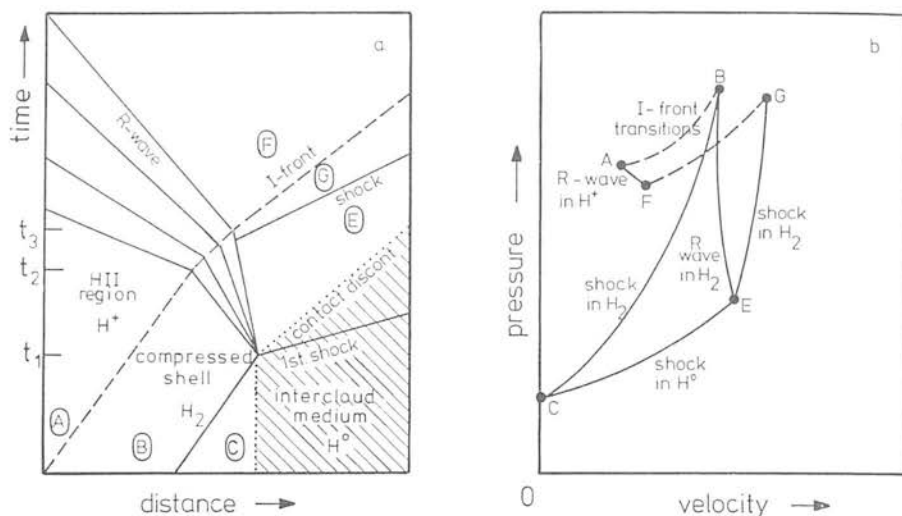 a
time
t₃
t₂
t₁
R-wave
F
I-front
G
shock
E
HII
region
H⁺
contact discont
1st. shock
compressed
shell
H₂
intercloud
medium
H°
A
B
C
distance
b
B
G
I-front
transitions
A
R-wave
in H⁺
F
shock
in H₂
R
wave
in H₂
shock
in H₂
E
shock
in H°
C
pressure
0
velocity